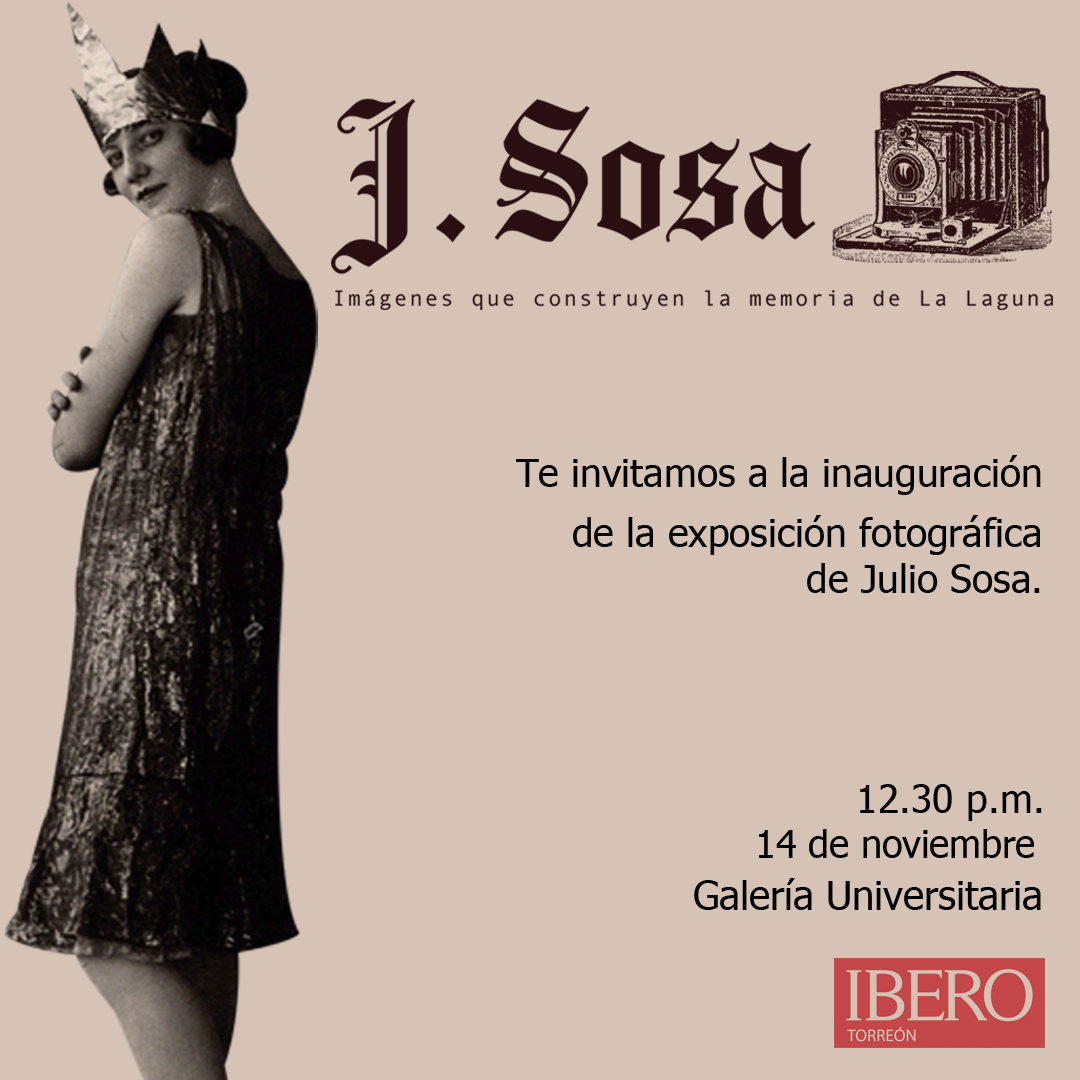 J. Sosa
Imágenes que construyen la memoria de La Laguna
Te invitamos a la inauguración
de la exposición fotográfica
de Julio Sosa.
12.30 p.m.
14 de noviembre
Galería Universitaria
IBERO
TORREÓN